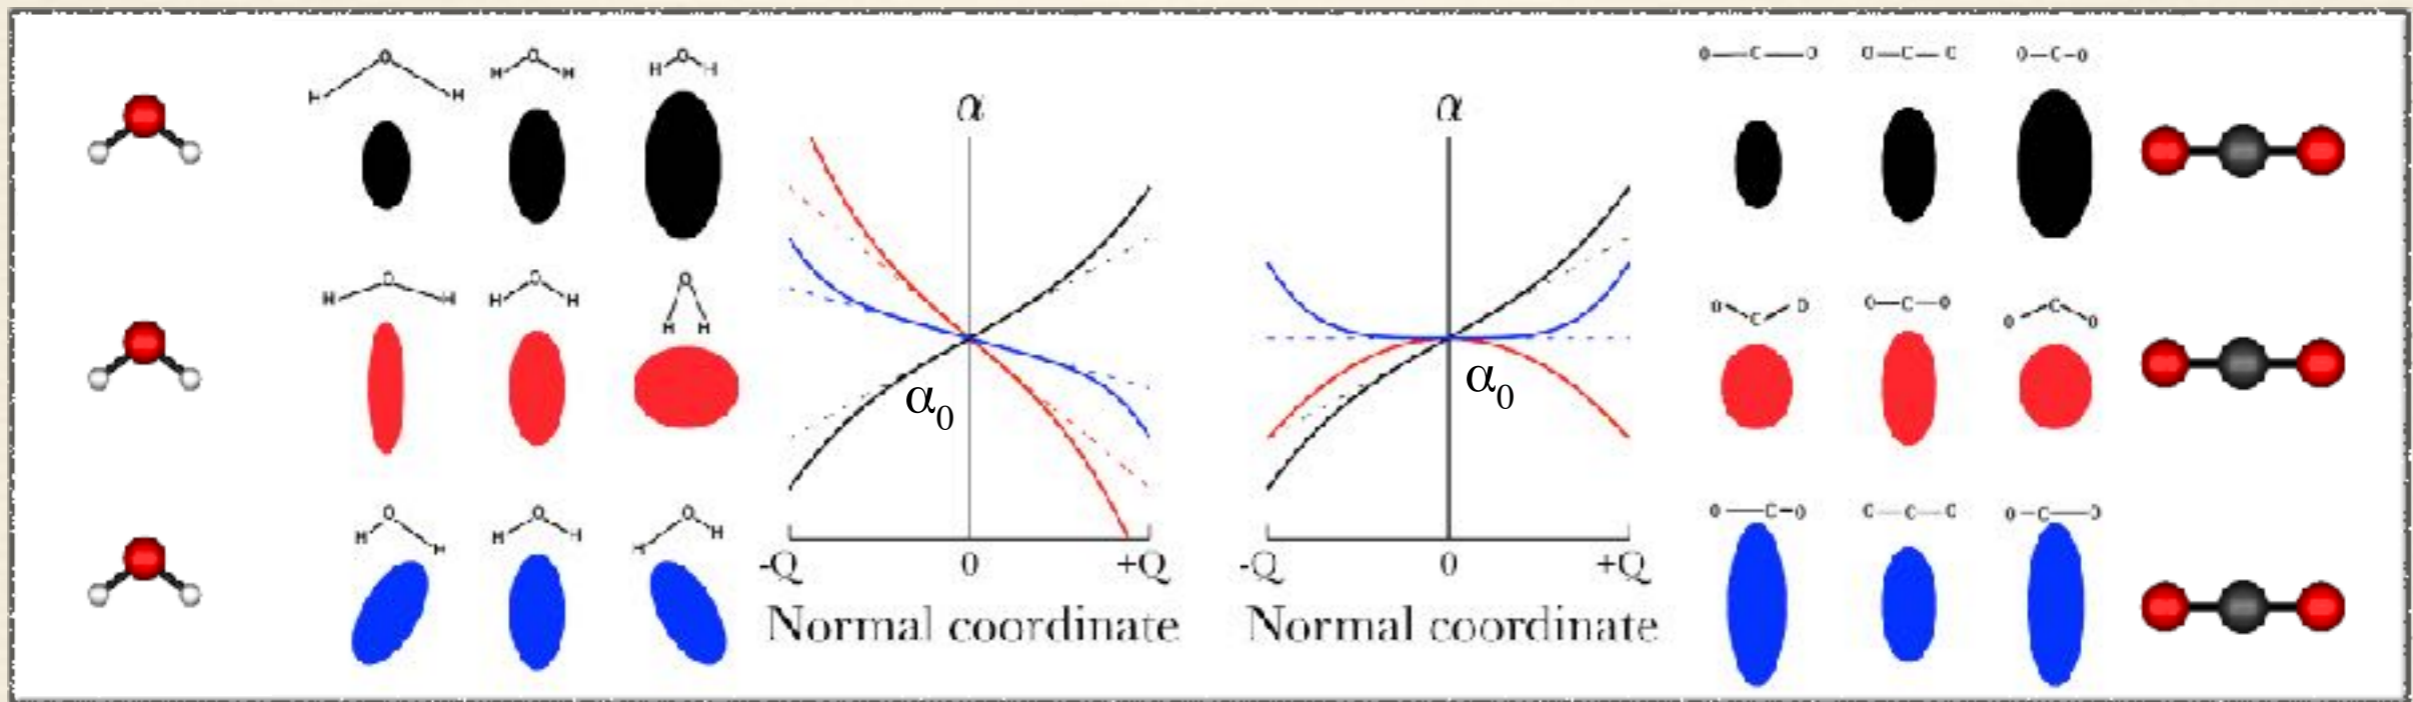 O O O O—C—O O—C—O O—C—O
H H H H H H
α α
α₀ α₀
O O O O C O O—C—O O C O
H H H H H H
O O O O—C—O O—C—O O—C—O
H H H H H H
-Q 0 +Q -Q 0 +Q
Normal coordinate Normal coordinate